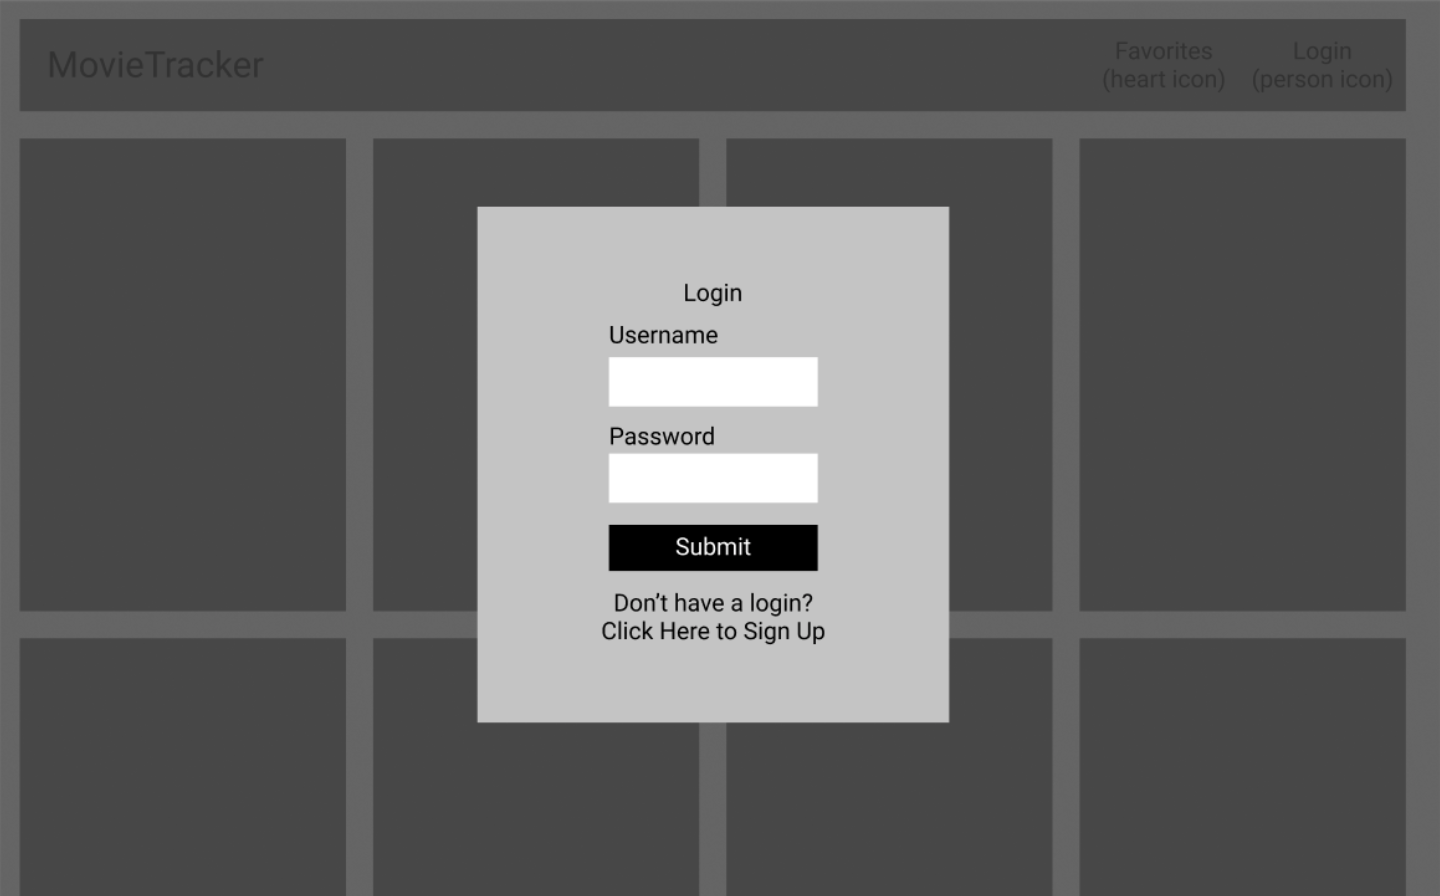 MovieTracker
Favorites
(heart icon)
Login
(person icon)
Login
Username
Password
Submit
Don’t have a login?
Click Here to Sign Up